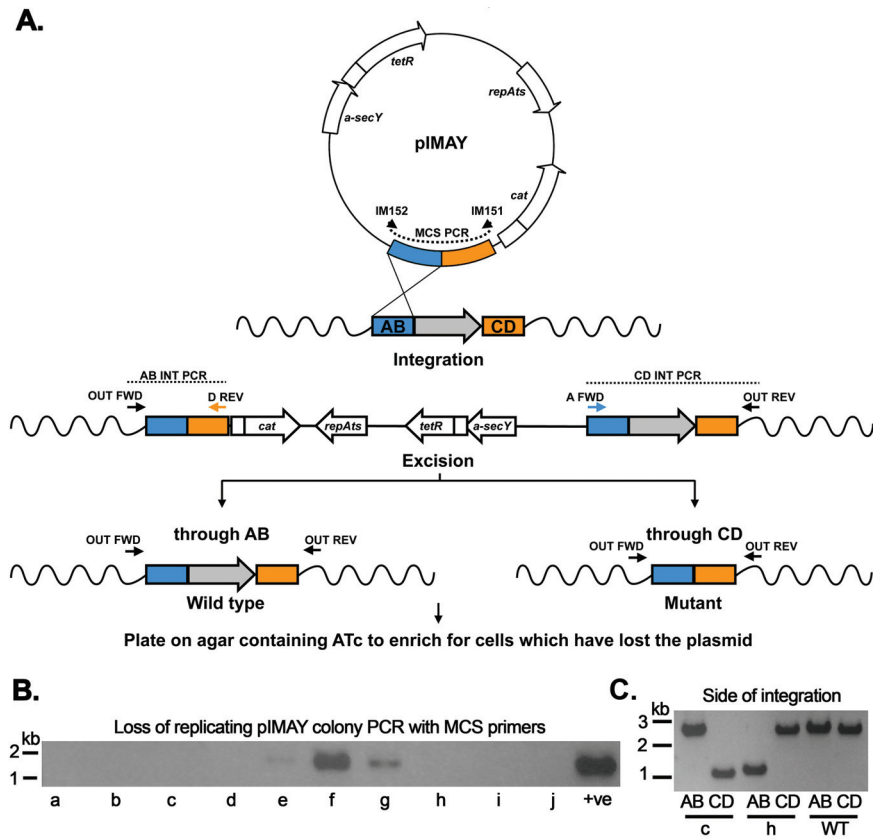 A.
tetR
repAts
a-secY
pIMAY
cat
IM152
IM151
MCS PCR
AB
CD
Integration
AB INT PCR
CD INT PCR
OUT FWD
D REV
A FWD
OUT REV
cat
repAts
tetR
a-secY
Excision
through AB
through CD
OUT FWD
OUT REV
OUT FWD
OUT REV
Wild type
Mutant
Plate on agar containing ATc to enrich for cells which have lost the plasmid
B.
Loss of replicating pIMAY colony PCR with MCS primers
kb
2
1
a b c d e f g h i j +ve
C.
Side of integration
kb
3
2
1
AB CD AB CD AB CD
c h WT